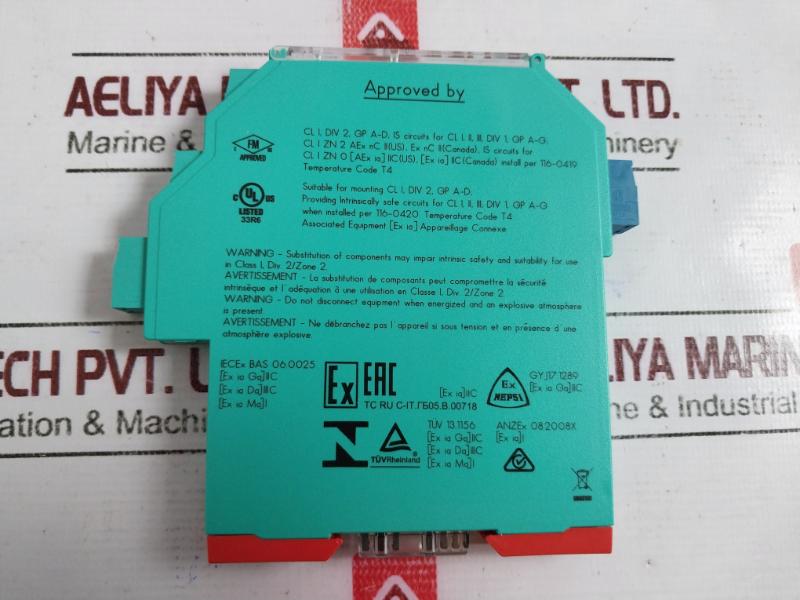 Approved by
AELIYA MARINE
VT. LTD.
Marine &
hinery
FM
APPROVED
CL I, DIV 2, GP A-D, IS circuits for CL I, II, III, DIV 1, GP A-G;
CL I ZN 2 AEx nC II(US), Ex nC II(Canada), IS circuits for
CL I ZN 0 [AEx ia] IIC(US), [Ex ia] IIC(Canada) install per 116-0419
Temperature Code T4
C UL US
LISTED
33R6
Suitable for mounting CL I, DIV 2, GP A-D,
Providing Intrinsically safe circuits for CL I, II, III, DIV 1, GP A-G
when installed per 116-0420 Temperature Code T4
Associated Equipment [Ex ia] Appareillage Connexe
WARNING - Substitution of components may impair intrinsic safety and suitability for use
in Class I, Div. 2/Zone 2.
AVERTISSEMENT - La substitution de composants peut compromettre la sécurité
intrinsèque et l'adéquation à une utilisation en Classe I, Div. 2/Zone 2.
WARNING - Do not disconnect equipment when energized and an explosive atmosphere
is present.
AVERTISSEMENT - Ne débranchez pas l'appareil si sous tension et en présence d'une
atmosphère explosive.
ECH PVT. L
AELIYA MARIN
ation & Machi
ne & Industrial
IECEx BAS 06.0025
[Ex ia Ga]IIC
[Ex ia Da]IIIC
[Ex ia Ma]I
Ex
EAC
[Ex ia]IIC
TC RU C-IT.ГБ05.B.00718
Ex
NEPSI
GYJ17.1289
[Ex ia Ga]IIC
TÜVRheinland
TÜV 13.1156
[Ex ia Ga]IIC
[Ex ia Da]IIIC
[Ex ia Ma]I
ANZEx 08.2008X
[Ex ia]I